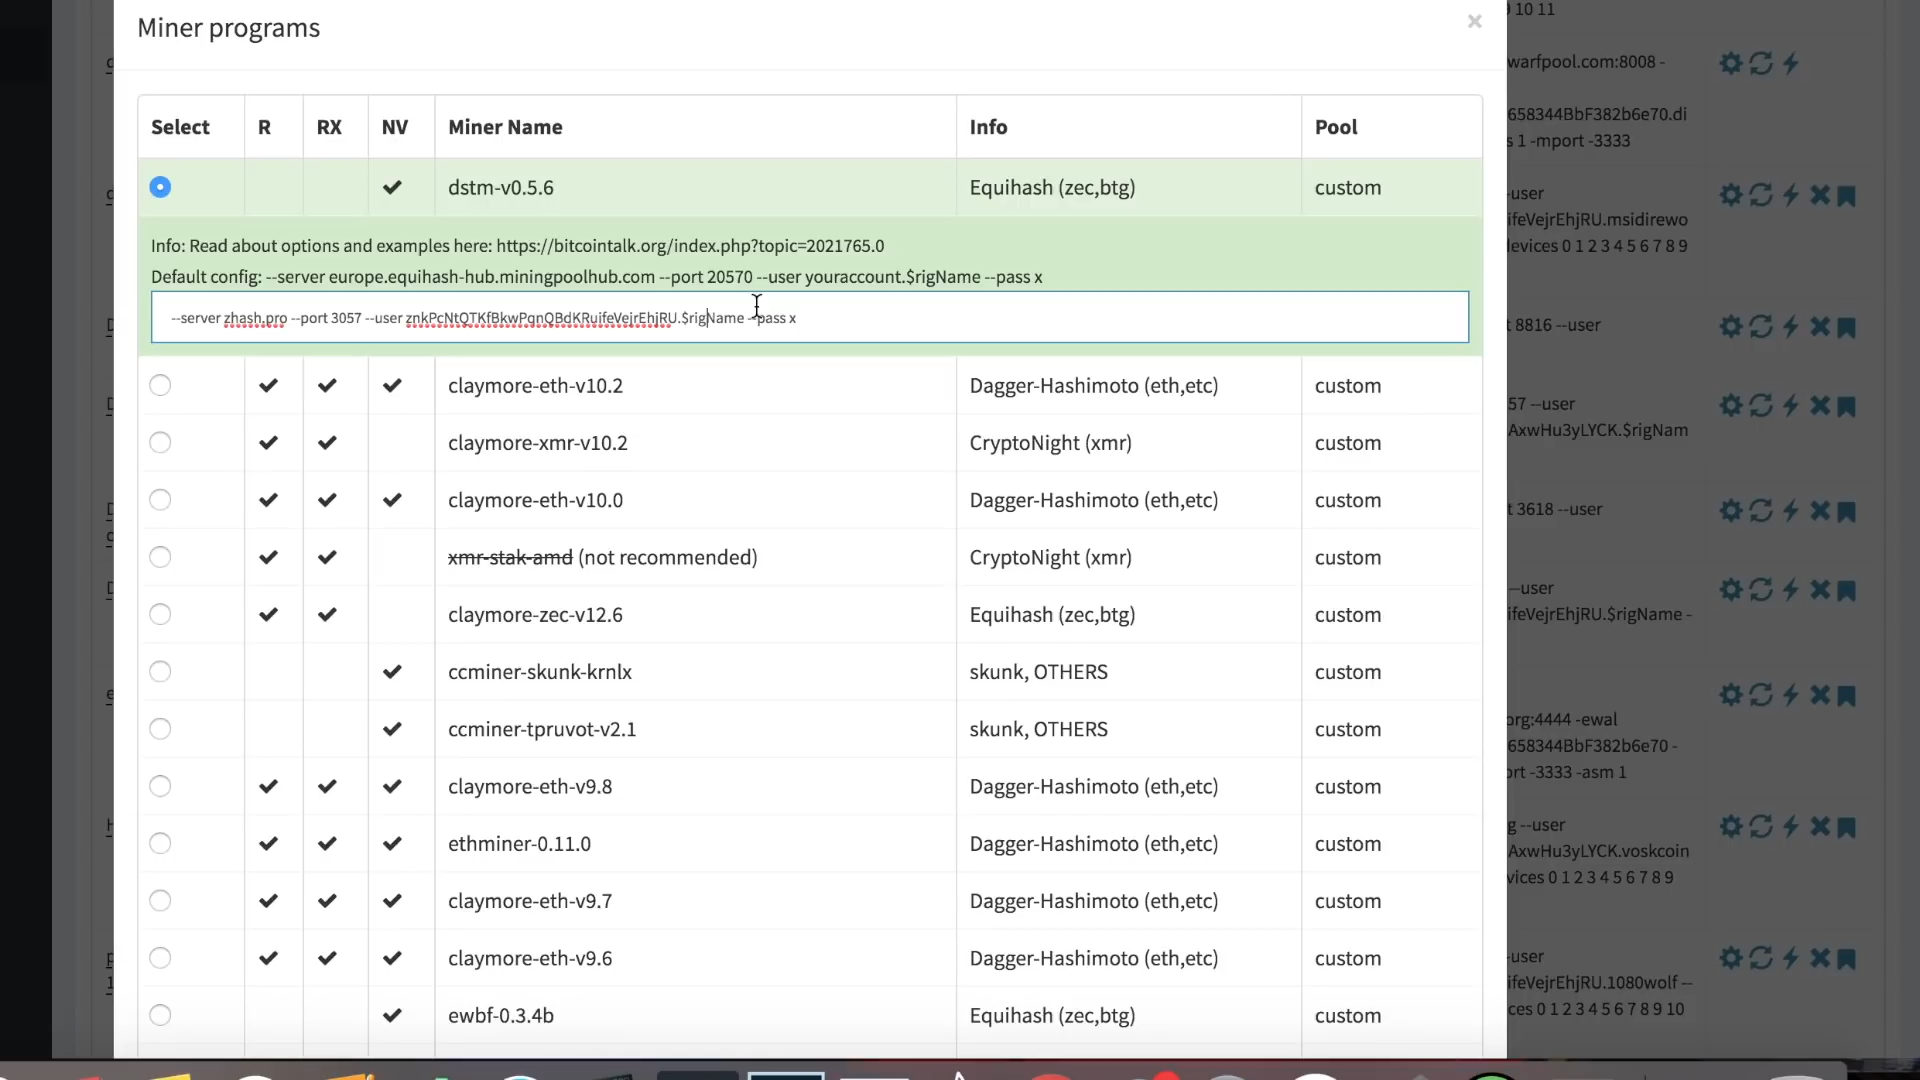 Miner programs
×
Select R RX NV Miner Name Info Pool
dstm-v0.5.6 Equihash (zec,btg) custom
Info: Read about options and examples here: https://bitcointalk.org/index.php?topic=2021765.0
Default config: --server europe.equihash-hub.miningpoolhub.com --port 20570 --user youraccount.$rigName --pass x
--server zhash.pro --port 3057 --user znkPcNtQTKfBkwPqnQBdKRuifeVejrEhjRU.$rigName --pass x
claymore-eth-v10.2 Dagger-Hashimoto (eth,etc) custom
claymore-xmr-v10.2 CryptoNight (xmr) custom
claymore-eth-v10.0 Dagger-Hashimoto (eth,etc) custom
xmr-stak-amd (not recommended) CryptoNight (xmr) custom
claymore-zec-v12.6 Equihash (zec,btg) custom
ccminer-skunk-krnlx skunk, OTHERS custom
ccminer-tpruvot-v2.1 skunk, OTHERS custom
claymore-eth-v9.8 Dagger-Hashimoto (eth,etc) custom
ethminer-0.11.0 Dagger-Hashimoto (eth,etc) custom
claymore-eth-v9.7 Dagger-Hashimoto (eth,etc) custom
claymore-eth-v9.6 Dagger-Hashimoto (eth,etc) custom
ewbf-0.3.4b Equihash (zec,btg) custom
10 11
warfpool.com:8008 -
658344BbF382b6e70.di
s 1 -mport -3333
-user
ifeVejrEhjRU.msidirewo
devices 0 1 2 3 4 5 6 7 8 9
t 8816 --user
57 --user
AxwHu3yLYCK.$rigNam
t 3618 --user
--user
ifeVejrEhjRU.$rigName -
org:4444 -ewal
658344BbF382b6e70 -
ort -3333 -asm 1
g --user
AxwHu3yLYCK.voskcoin
vices 0 1 2 3 4 5 6 7 8 9
-user
ifeVejrEhjRU.1080wolf --
ces 0 1 2 3 4 5 6 7 8 9 10